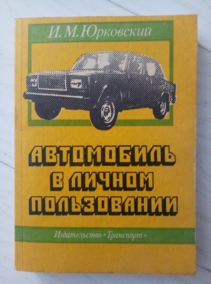 И. М. Юрковский
АВТОМОБИЛЬ
В ЛИЧНОМ
ПОЛЬЗОВАНИИ
Издательство «Транспорт»